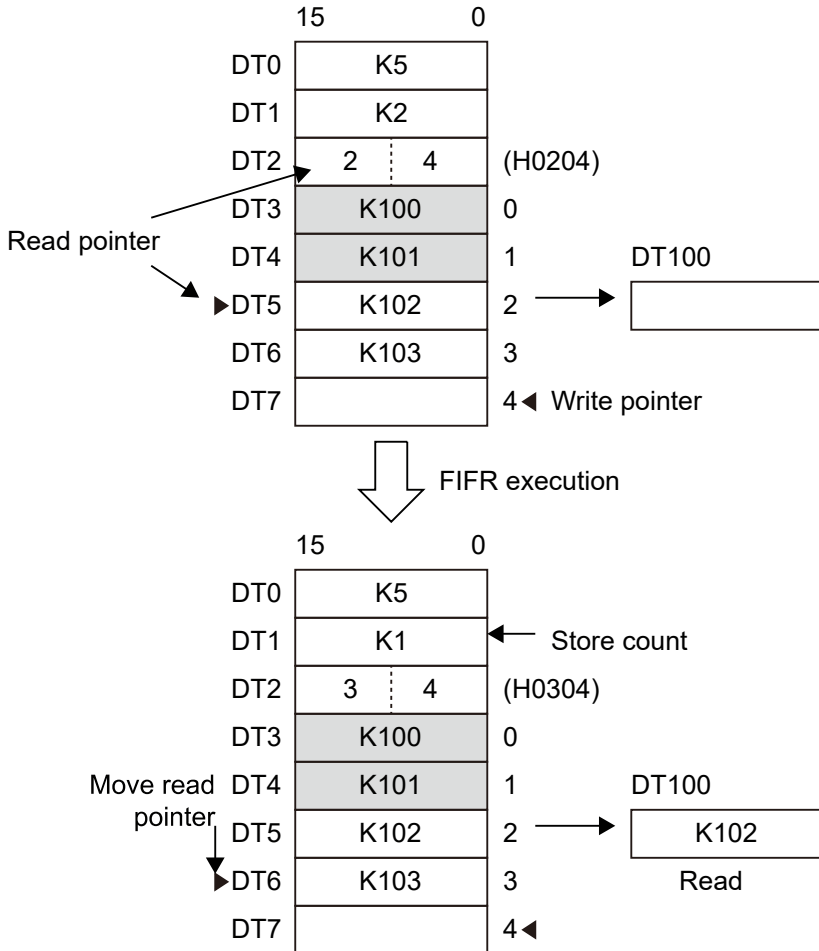 15 0
DT0 K5
DT1 K2
DT2 2 4 (H0204)
DT3 K100 0
Read pointer
DT4 K101 1 DT100
DT5 K102 2
DT6 K103 3
DT7 4 Write pointer
FIFR execution
15 0
DT0 K5
DT1 K1 Store count
DT2 3 4 (H0304)
DT3 K100 0
Move read
pointer
DT4 K101 1 DT100
DT5 K102 2 K102
DT6 K103 3 Read
DT7 4